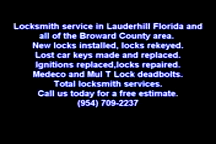 Locksmith service in Lauderhill Florida and
all of the Broward County area.
New locks installed, locks rekeyed.
Lost car keys made and replaced.
Ignitions replaced,locks repaired.
Medeco and Mul T Lock deadbolts.
Total locksmith services.
Call us today for a free estimate.
(954) 709-2237